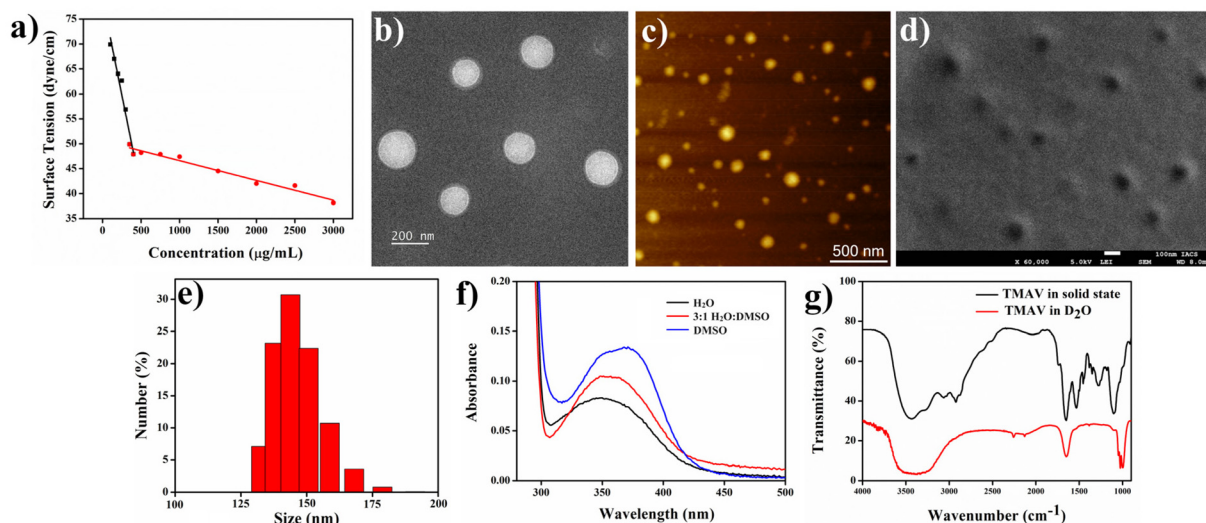 a)
75
70
65
60
55
50
45
40
35
0 500 1000 1500 2000 2500 3000
Surface Tension (dyne/cm)
Concentration (μg/mL)
b)
200 nm
c)
500 nm
d)
100nm IACS
X 60,000 5.0kV LEI SEM WD 8.0m
e)
30
25
20
15
10
5
0
100 125 150 175 200
Number (%)
Size (nm)
f)
0.20
0.15
0.10
0.05
0.00
300 350 400 450 500
Absorbance
Wavelength (nm)
H₂O
3:1 H₂O:DMSO
DMSO
g)
100
80
60
40
20
0
4000 3500 3000 2500 2000 1500 1000
Transmittance (%)
Wavenumber (cm⁻¹)
TMAV in solid state
TMAV in D₂O